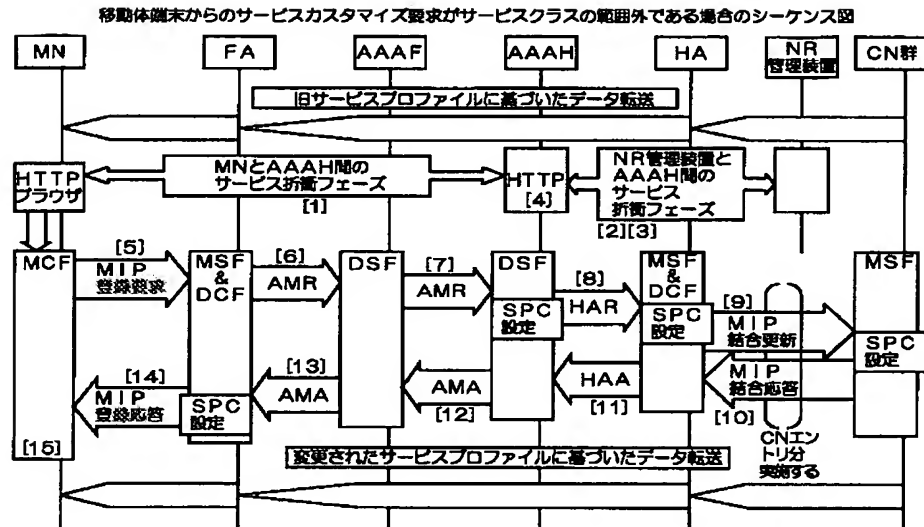 移動体端末からのサービスカスタマイズ要求がサービスクラスの範囲外である場合のシーケンス図
MN
FA
AAAF
AAAH
HA
NR
管理装置
CN群
旧サービスプロファイルに基づいたデータ転送
HTTP
ブラウザ
MNとAAAH間の
サービス折衝フェーズ
[1]
HTTP
[4]
NR管理装置と
AAAH間の
サービス
折衝フェーズ
[2][3]
MCF
[5]
MIP
登録要求
MSF
&
DCF
[6]
AMR
DSF
[7]
AMR
DSF
SPC
設定
[8]
HAR
MSF
&
DCF
SPC
設定
[9]
MIP
結合更新
MSF
SPC
設定
[14]
MIP
登録応答
SPC
設定
[13]
AMA
AMA
[12]
HAA
[11]
MIP
結合応答
[10]
[15]
CNエン
トリ分
実施する
変更されたサービスプロファイルに基づいたデータ転送